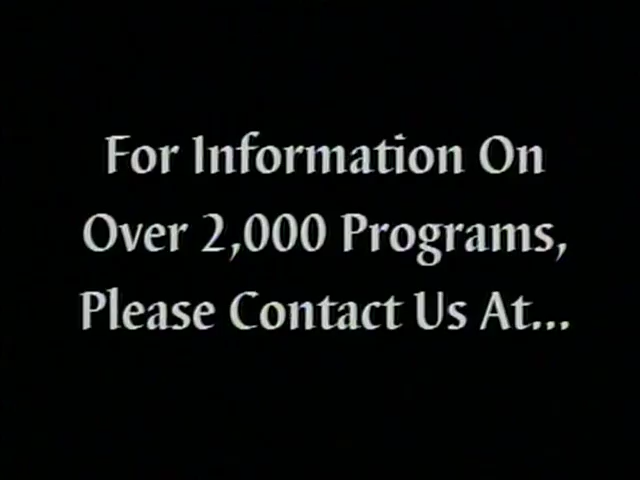 For Information On
Over 2,000 Programs,
Please Contact Us At...